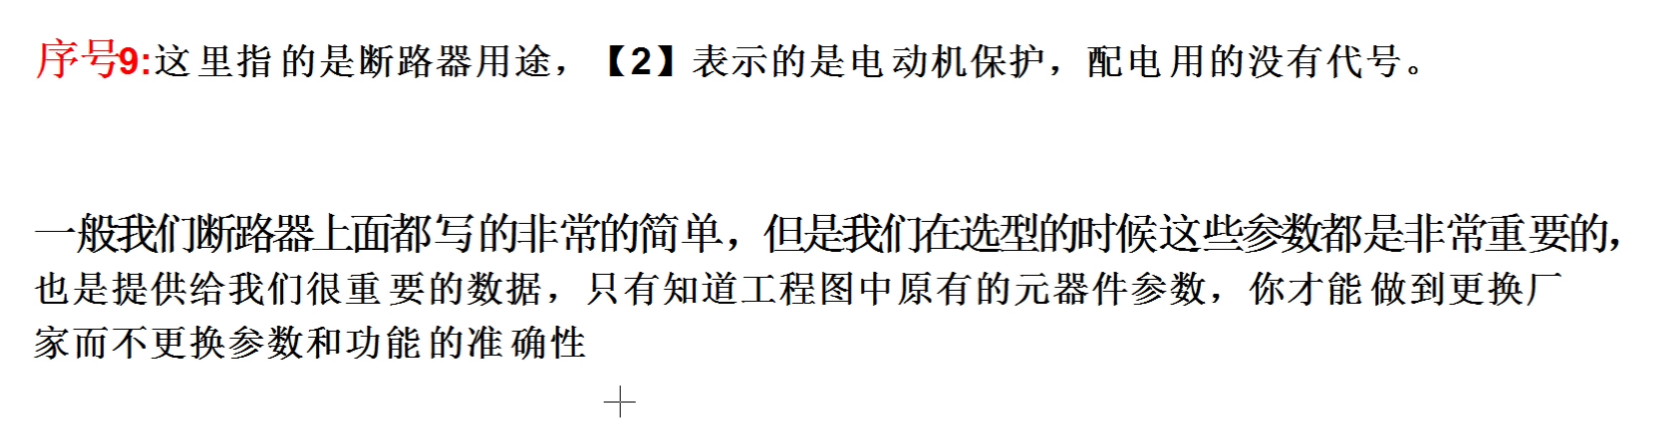 序号9:这里指的是断路器用途，【2】表示的是电动机保护，配电用的没有代号。
一般我们断路器上面都写的非常的简单，但是我们在选型的时候这些参数都是非常重要的，
也是提供给我们很重要的数据，只有知道工程图中原有的元器件参数，你才能做到更换厂
家而不更换参数和功能的准确性